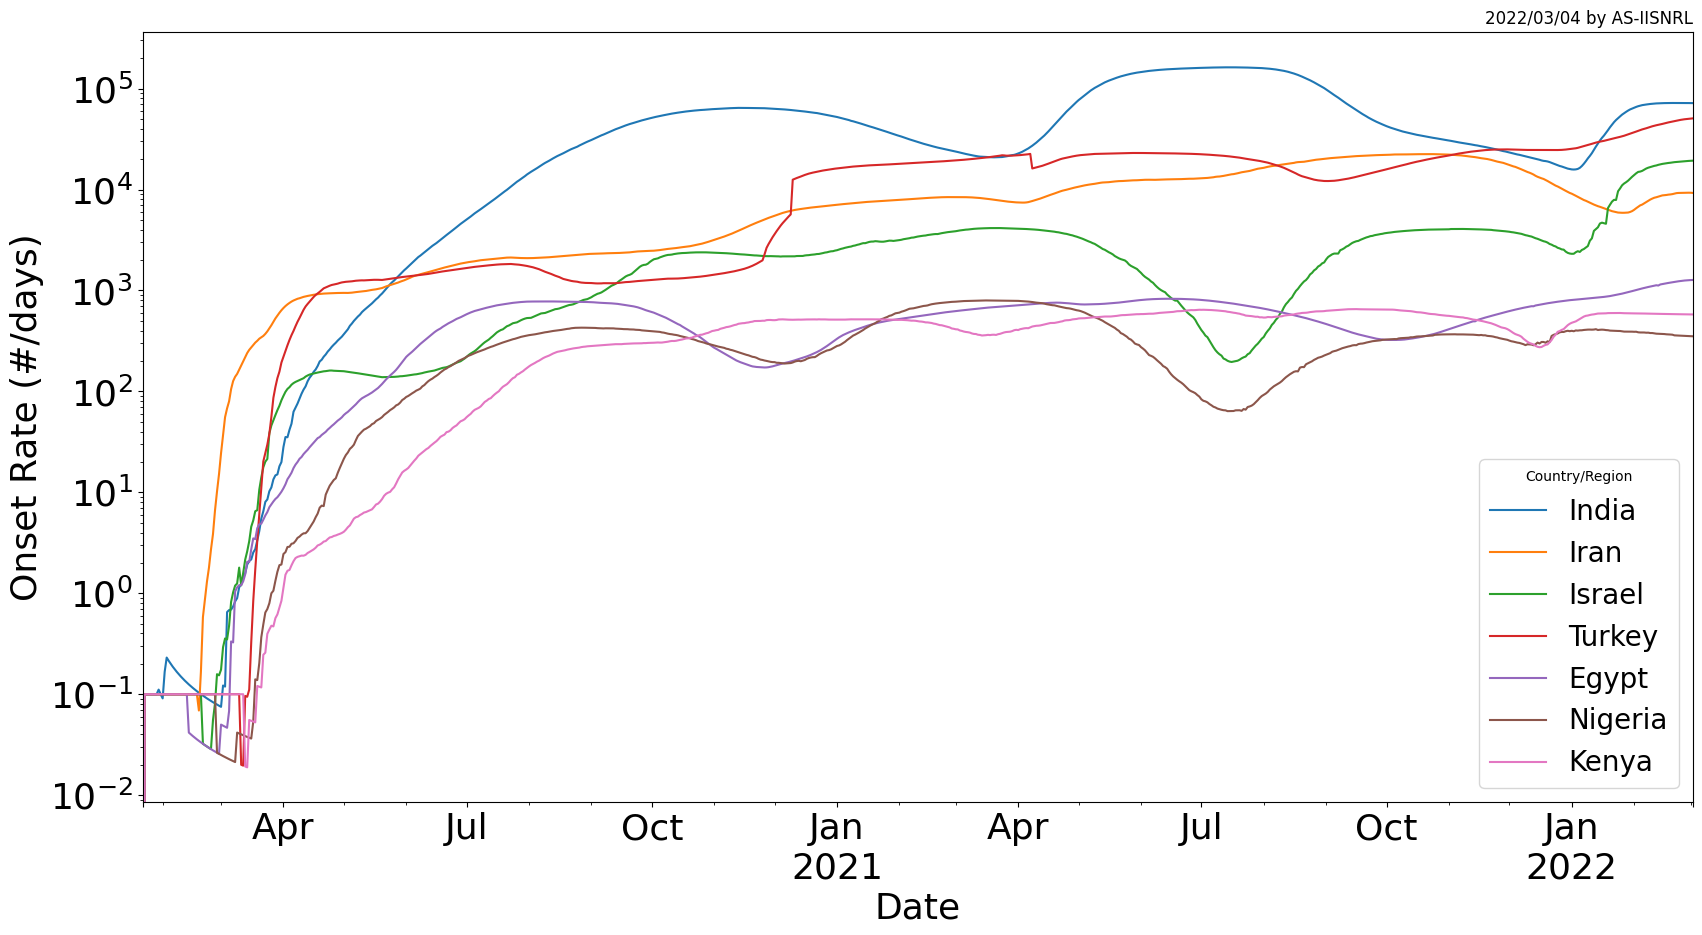 2022/03/04 by AS-IISNRL
Onset Rate (#/days)
10^5
10^4
10^3
10^2
10^1
10^0
10^-1
10^-2
Country/Region
India
Iran
Israel
Turkey
Egypt
Nigeria
Kenya
Apr Jul Oct Jan Apr Jul Oct Jan
2021 2022
Date